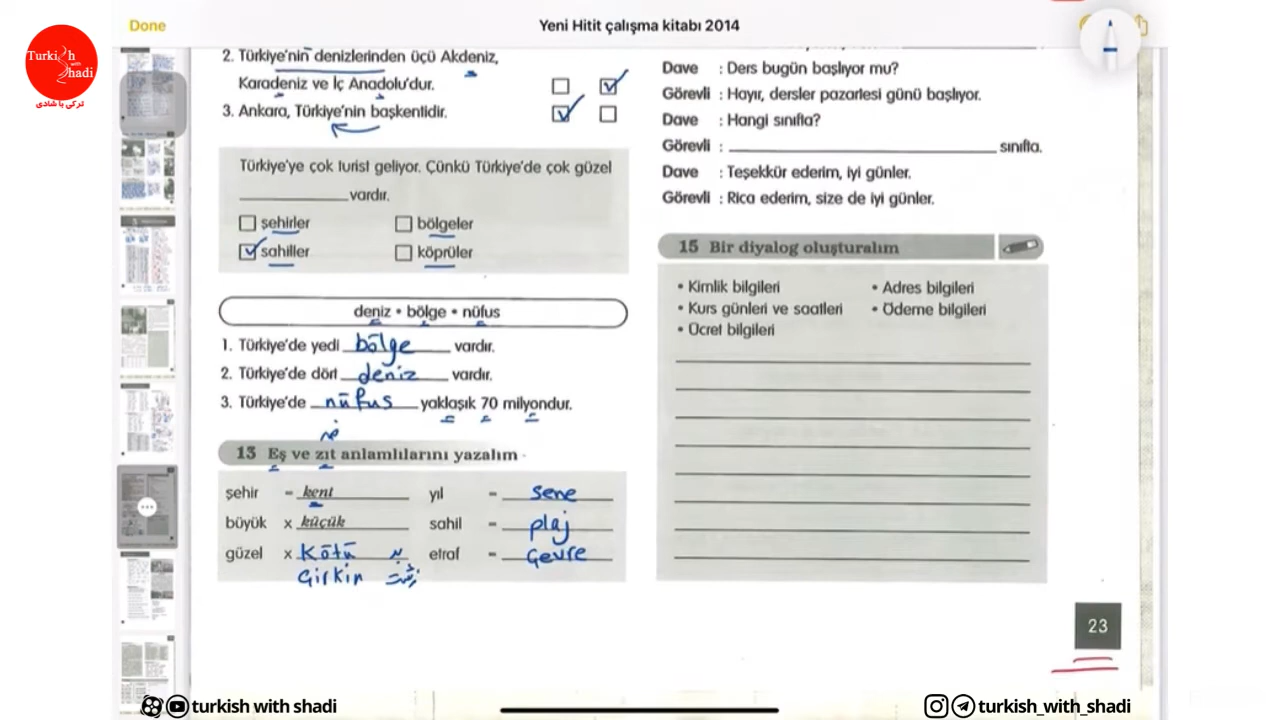 Done
Yeni Hitit çalışma kitabı 2014
Turkish
with
Shadi
ترکی با شادی
2. Türkiye'nin denizlerinden üçü Akdeniz,
Karadeniz ve İç Anadolu'dur.
3. Ankara, Türkiye'nin başkentidir.
Türkiye'ye çok turist geliyor. Çünkü Türkiye'de çok güzel
vardır.
şehirler
bölgeler
sahiller
köprüler
deniz • bölge • nüfus
1. Türkiye'de yedi bölge vardır.
2. Türkiye'de dört deniz vardır.
3. Türkiye'de nüfus yaklaşık 70 milyondur.
13 Eş ve zıt anlamlılarını yazalım
şehir = kent
yıl = sene
büyük x küçük
sahil = plaj
güzel x kötü بد
etraf = çevre
çirkin زشت
Dave : Ders bugün başlıyor mu?
Görevli : Hayır, dersler pazartesi günü başlıyor.
Dave : Hangi sınıfta?
Görevli : sınıfta.
Dave : Teşekkür ederim, iyi günler.
Görevli : Rica ederim, size de iyi günler.
15 Bir diyalog oluşturalım
• Kimlik bilgileri
• Adres bilgileri
• Kurs günleri ve saatleri
• Ödeme bilgileri
• Ücret bilgileri
23
turkish with shadi
turkish_with_shadi